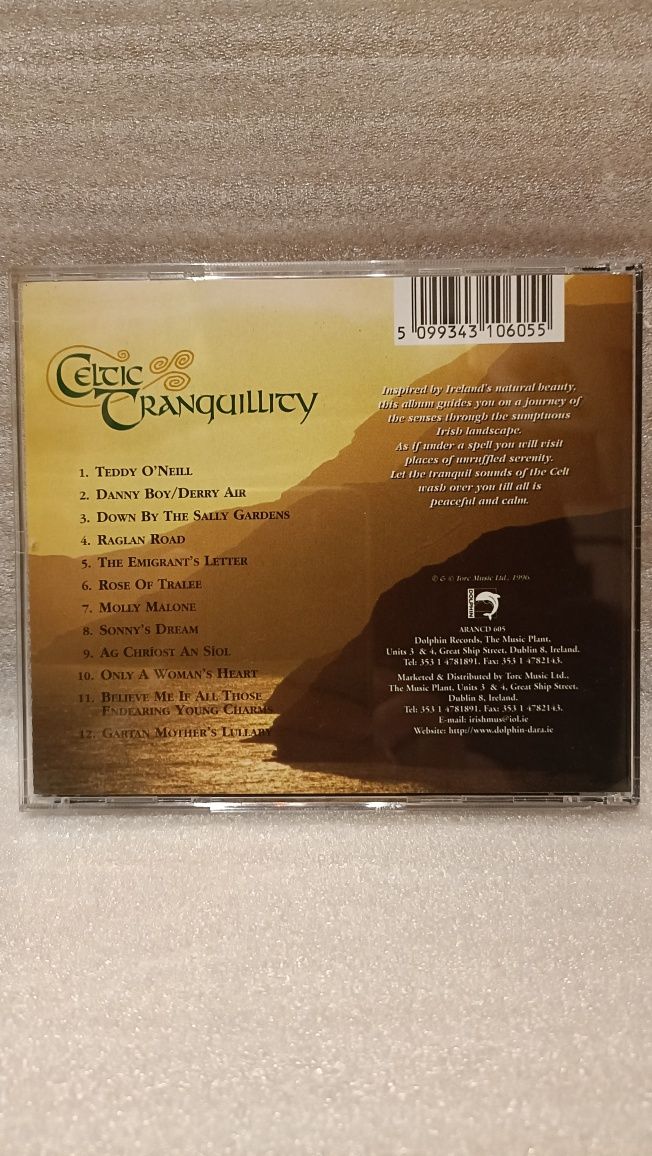 5 099343 106055
Celtic
Tranquillity
1. Teddy O'Neill
2. Danny Boy/Derry Air
3. Down By The Sally Gardens
4. Raglan Road
5. The Emigrant's Letter
6. Rose Of Tralee
7. Molly Malone
8. Sonny's Dream
9. Ag Chríost An Síol
10. Only A Woman's Heart
11. Believe Me If All Those
Endearing Young Charms
12. Gartan Mother's Lullaby
Inspired by Ireland's natural beauty,
this album guides you on a journey of
the senses through the sumptuous
Irish landscape.
As if under a spell you will visit
places of unruffled serenity.
Let the tranquil sounds of the Celt
wash over you till all is
peaceful and calm.
℗ & © Torc Music Ltd., 1996
DOLPHIN
ARANCD 605
Dolphin Records, The Music Plant,
Units 3 & 4, Great Ship Street, Dublin 8, Ireland.
Tel: 353 1 4781891. Fax: 353 1 4782143.
Marketed & Distributed by Torc Music Ltd.,
The Music Plant, Units 3 & 4, Great Ship Street,
Dublin 8, Ireland.
Tel: 353 1 4781891. Fax: 353 1 4782143.
E-mail: irishmus@iol.ie
Website: http://www.dolphin-dara.ie